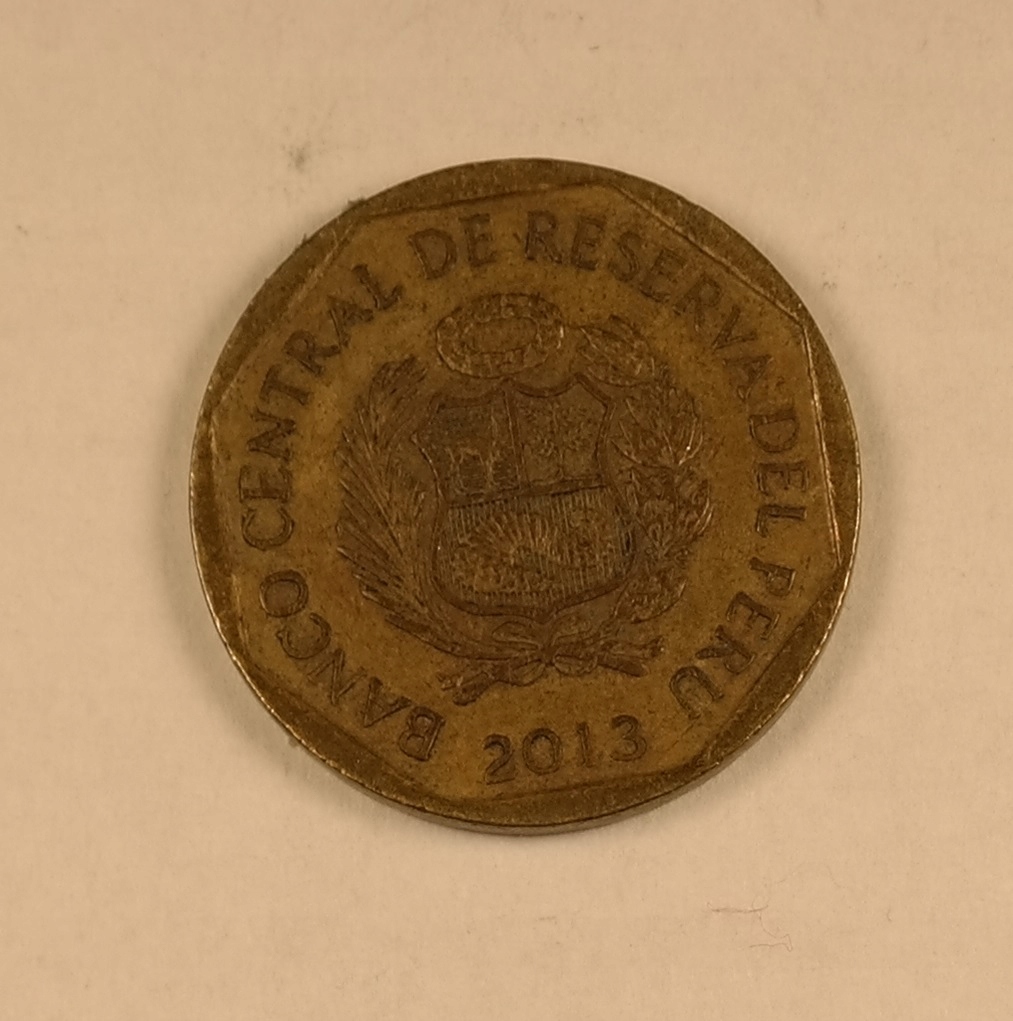 BANCO CENTRAL DE RESERVA DEL PERU
2013